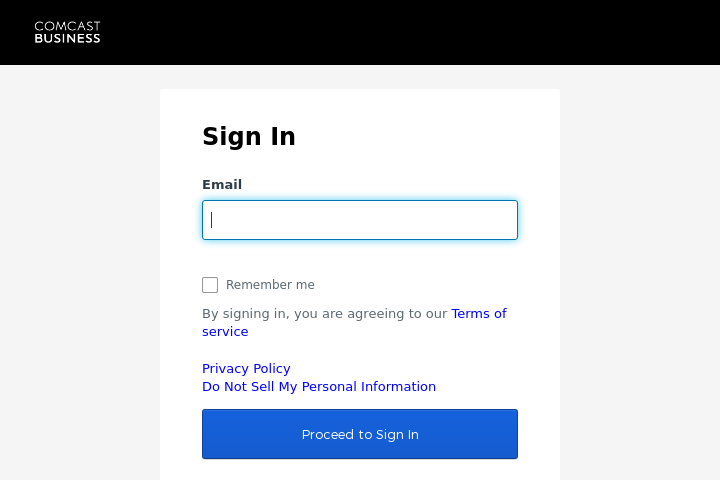 COMCAST
BUSINESS
Sign In
Email
Remember me
By signing in, you are agreeing to our Terms of
service
Privacy Policy
Do Not Sell My Personal Information
Proceed to Sign In